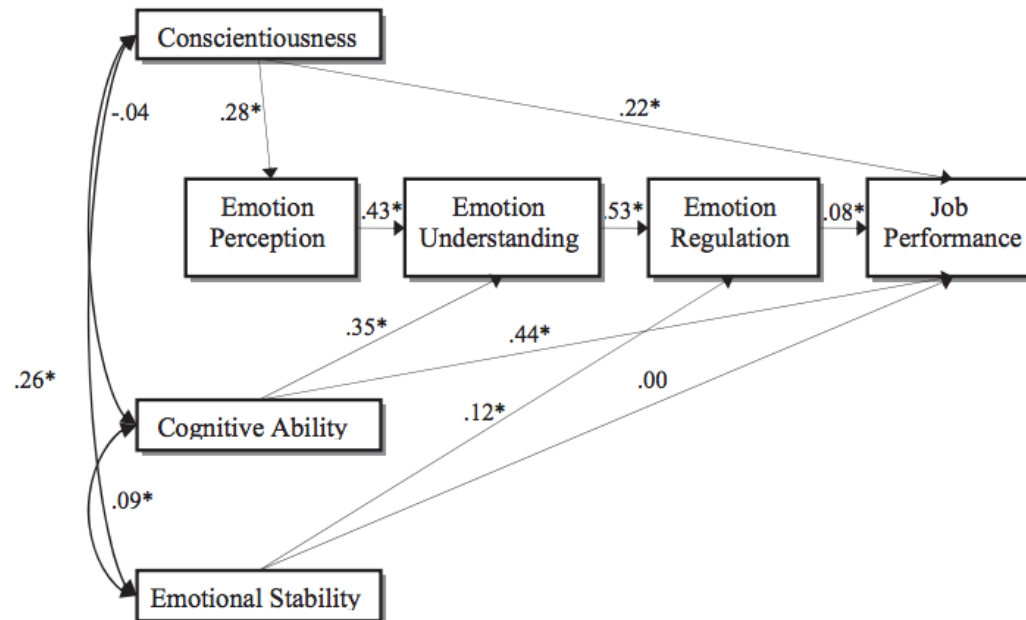 Conscientiousness
-.04
.28*
.22*
Emotion
Perception
.43*
Emotion
Understanding
.53*
Emotion
Regulation
.08*
Job
Performance
.35*
.44*
.26*
.12*
.00
Cognitive Ability
.09*
Emotional Stability